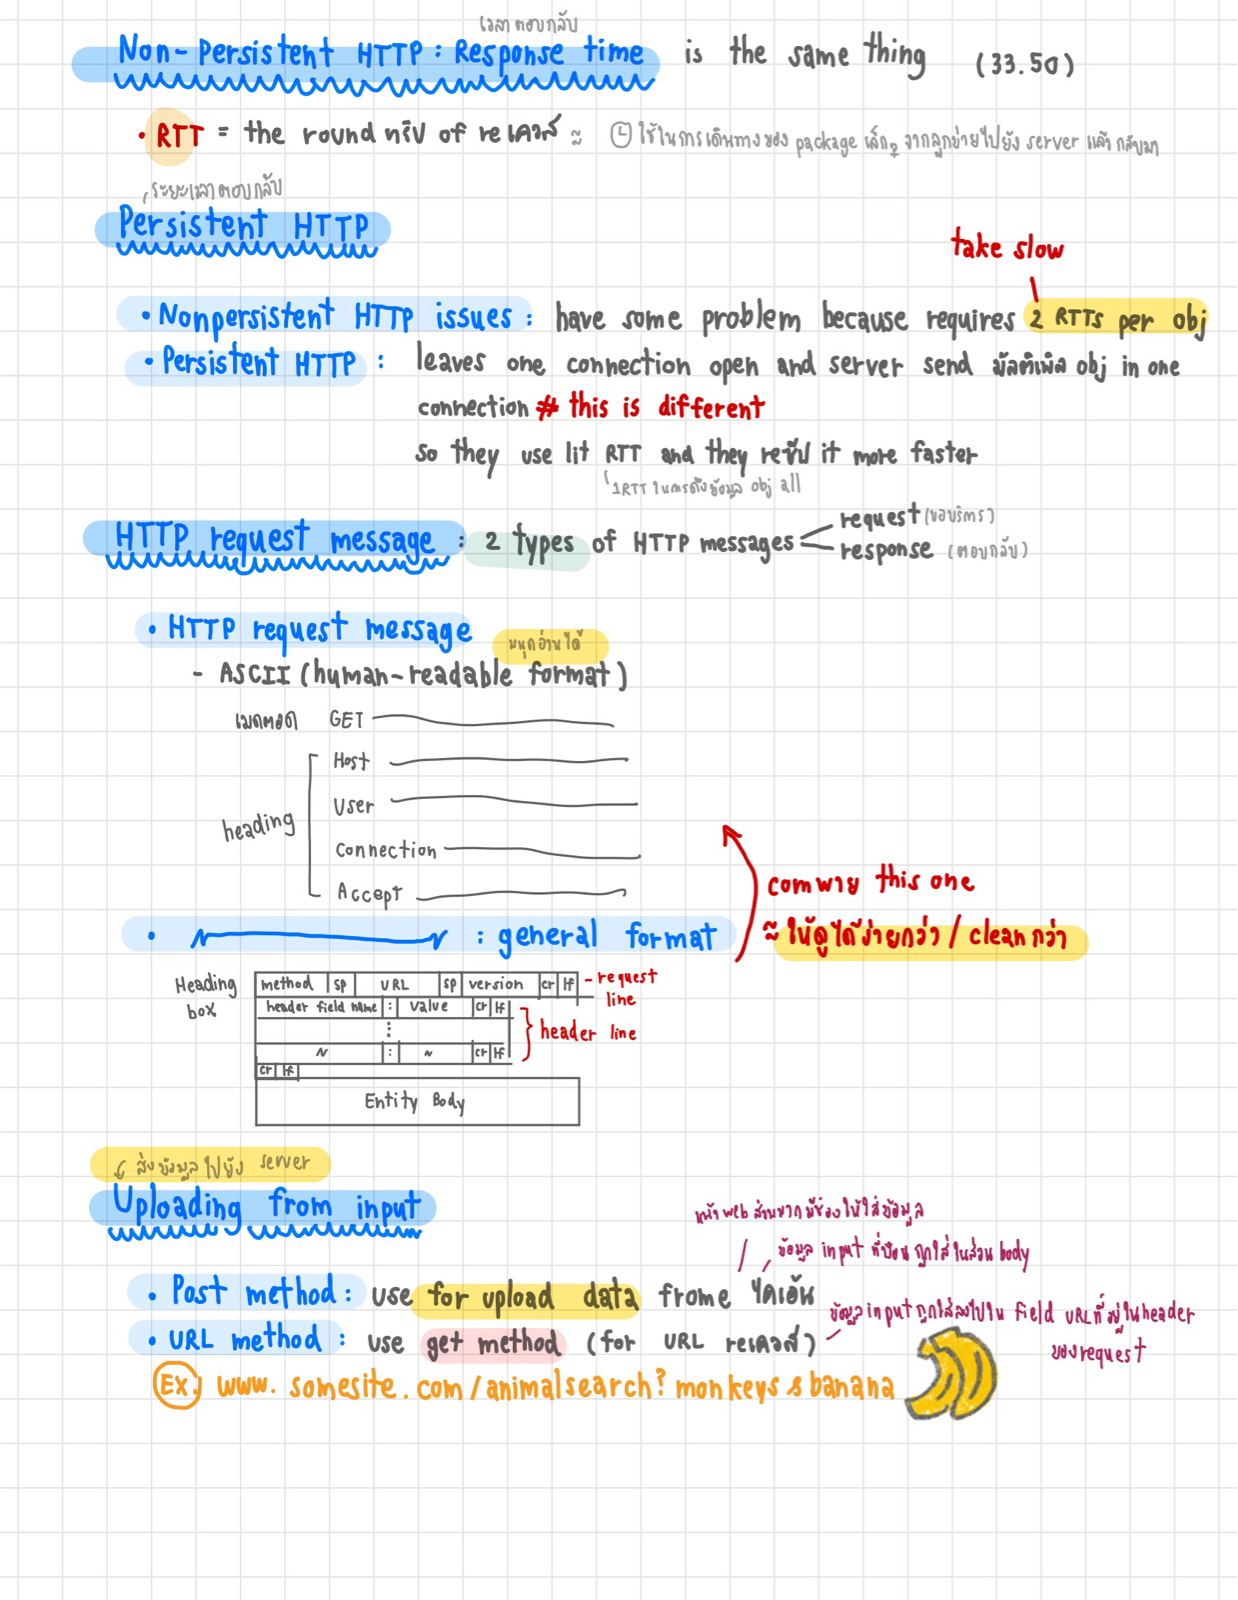 เวลาตอบกลับ
Non-Persistent HTTP : Response time is the same thing (33.50)
• RTT = the round ทริป of reเควส ≈ ใช้ในการเดินทางของ package เล็กๆ จากลูกข่ายไปยัง server แล้วกลับมา
ระยะเวลาตอบกลับ
Persistent HTTP
take slow
• Nonpersistent HTTP issues : have some problem because requires 2 RTTs per obj
• Persistent HTTP : leaves one connection open and server send มัลติเพิล obj in one
connection # this is different
so they use lit RTT and they reซีฟ it more faster
1RTT ในการดึงข้อมูล obj all
HTTP request message : 2 types of HTTP messages
request (ขอบริการ)
response (ตอบกลับ)
• HTTP request message
มนุดอ่านได้
- ASCII (human-readable format)
เมดตอด GET
Host
User
heading
Connection
Accept
comพาย this one
• ~ : general format
≈ ให้ดูได้ง่ายกว่า / clean กว่า
Heading box
method sp URL sp version cr lf - request line
header field name : value cr lf
⋮
header line
~ : ~ cr lf
cr lf
Entity Body
ส่งข้อมูลไปยัง server
Uploading from input
หน้า web ส่วนมากมีช่องให้ใส่ข้อมูล
ข้อมูล input ที่ป้อน ถูกใส่ในส่วน body
• Post method : use for upload data frome ไคเอ้น
ข้อมูล input ถูกใส่ลงไปใน field URL ที่อยู่ใน header
• URL method : use get method (for URL reเควส)
ของ request
EX. www. somesite.com/animalsearch?monkeys&banana